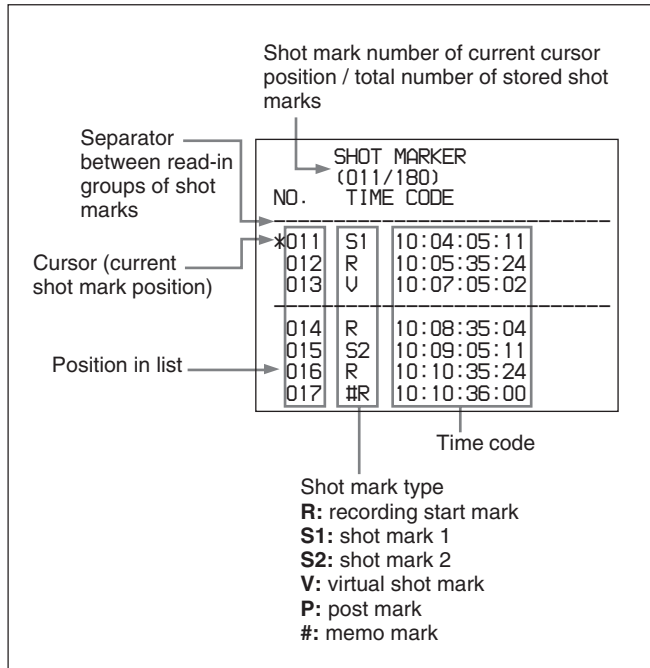 Shot mark number of current cursor
position / total number of stored shot
marks
Separator
between read-in
groups of shot
marks
SHOT MARKER
(011/180)
NO. TIME CODE
Cursor (current
shot mark position)
*011 S1 10:04:05:11
012 R 10:05:35:24
013 V 10:07:05:02
014 R 10:08:35:04
015 S2 10:09:05:11
Position in list
016 R 10:10:35:24
017 #R 10:10:36:00
Time code
Shot mark type
R: recording start mark
S1: shot mark 1
S2: shot mark 2
V: virtual shot mark
P: post mark
#: memo mark